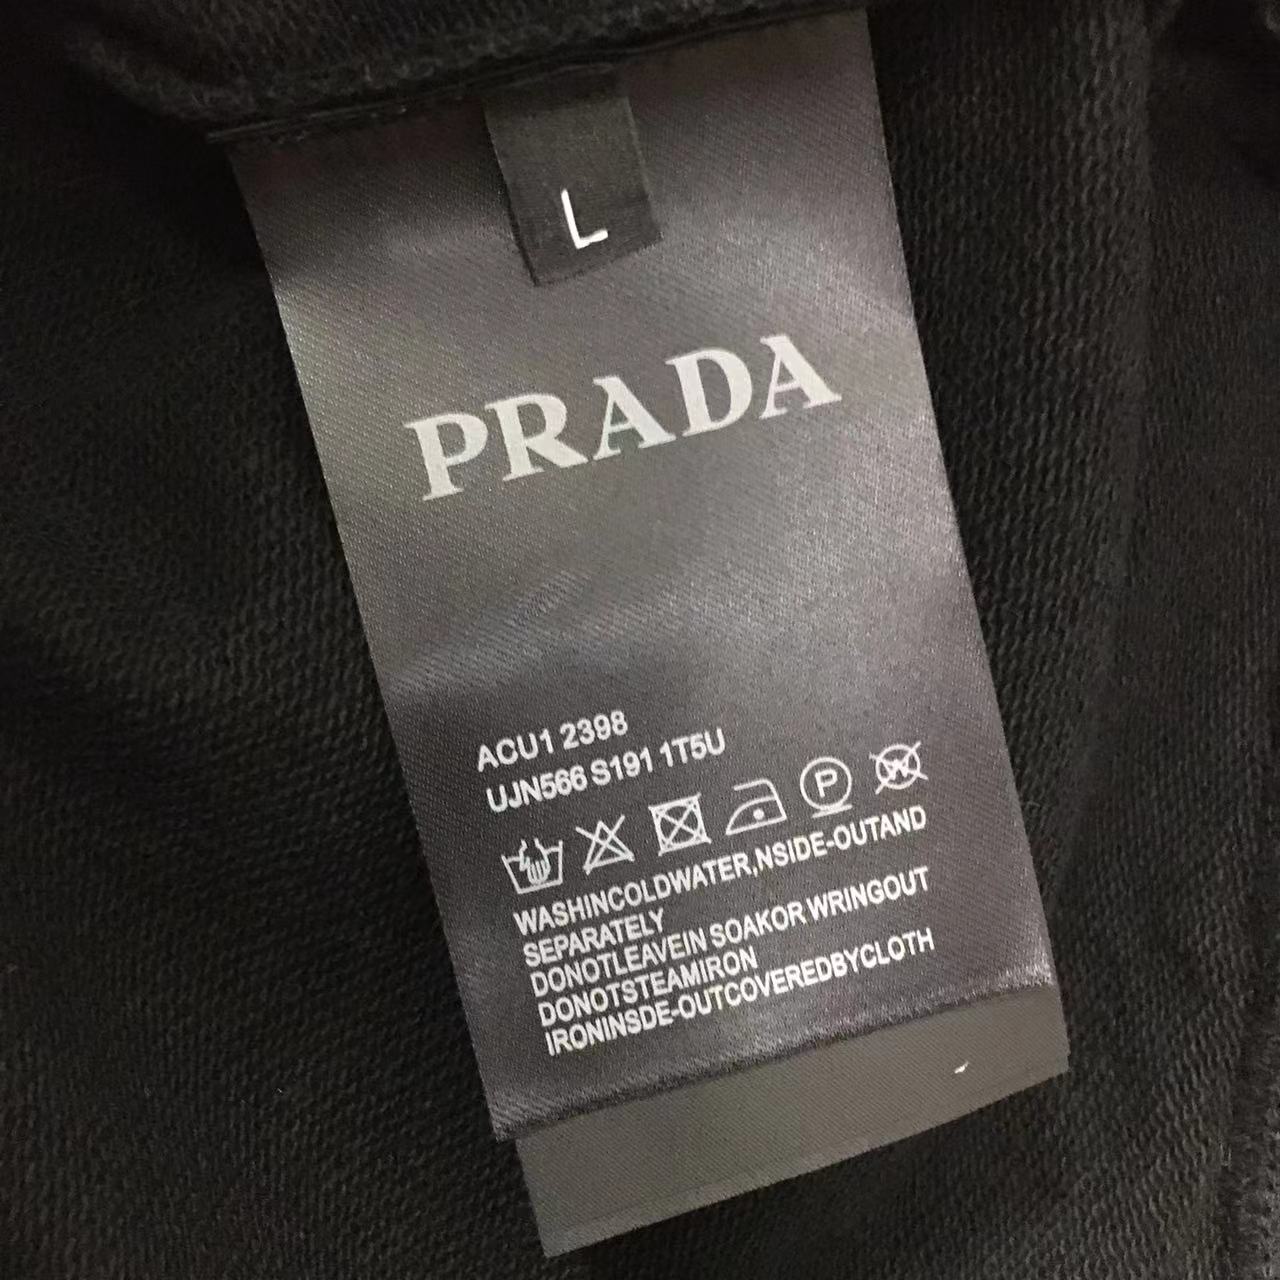 L
PRADA
ACU1 2398
UJN566 S191 1T5U
P
W
WASHINCOLDWATER,NSIDE-OUTAND
SEPARATELY
DONOTLEAVEIN SOAKOR WRINGOUT
DONOTSTEAMIRON
IRONINSDE-OUTCOVEREDBYCLOTH